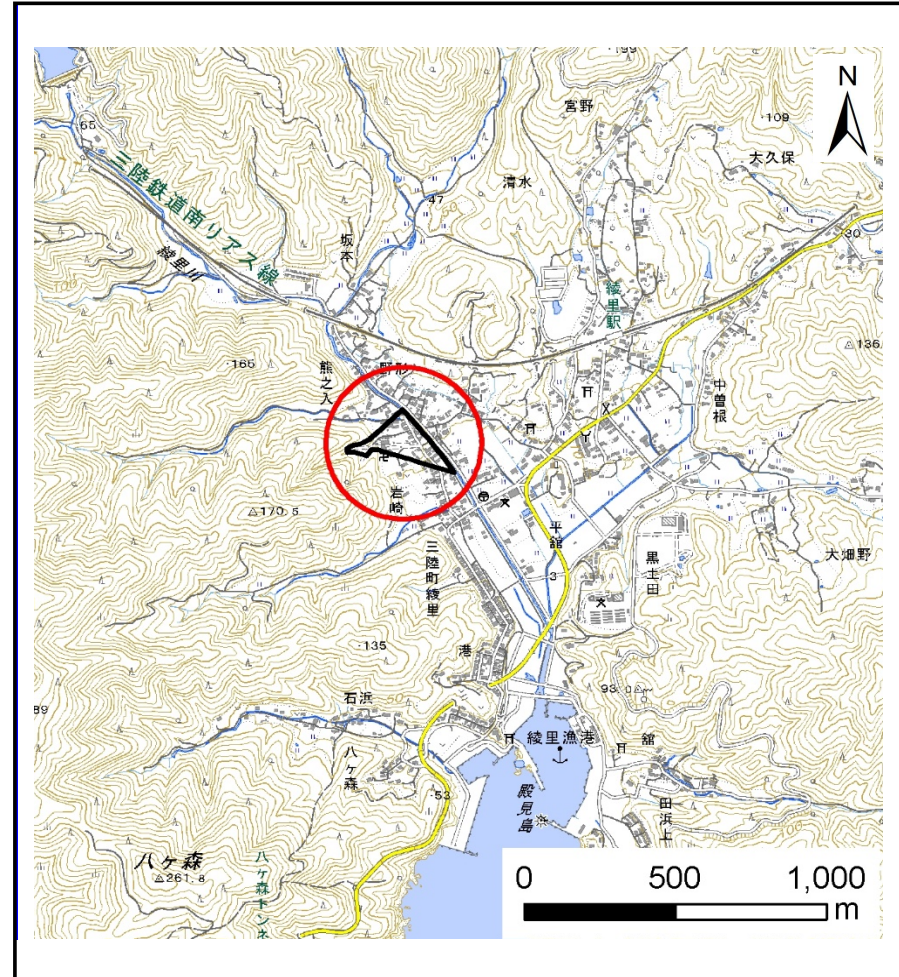 199
N
宮野
109
大久保
65
三陸鉄道南リアス線
清水
47
綾里川
坂本
30
綾里駅
136
165
熊之入
野形
中曽根
岩崎
170.5
平舘
3
大畑野
黒土田
三陸町綾里
135
港
93.0
石浜
50
89
綾里漁港
舘
八ヶ森
53
殿見島
田浜上
100
八ヶ森
261.8
八ヶ森トンネ
0 500 1,000
m